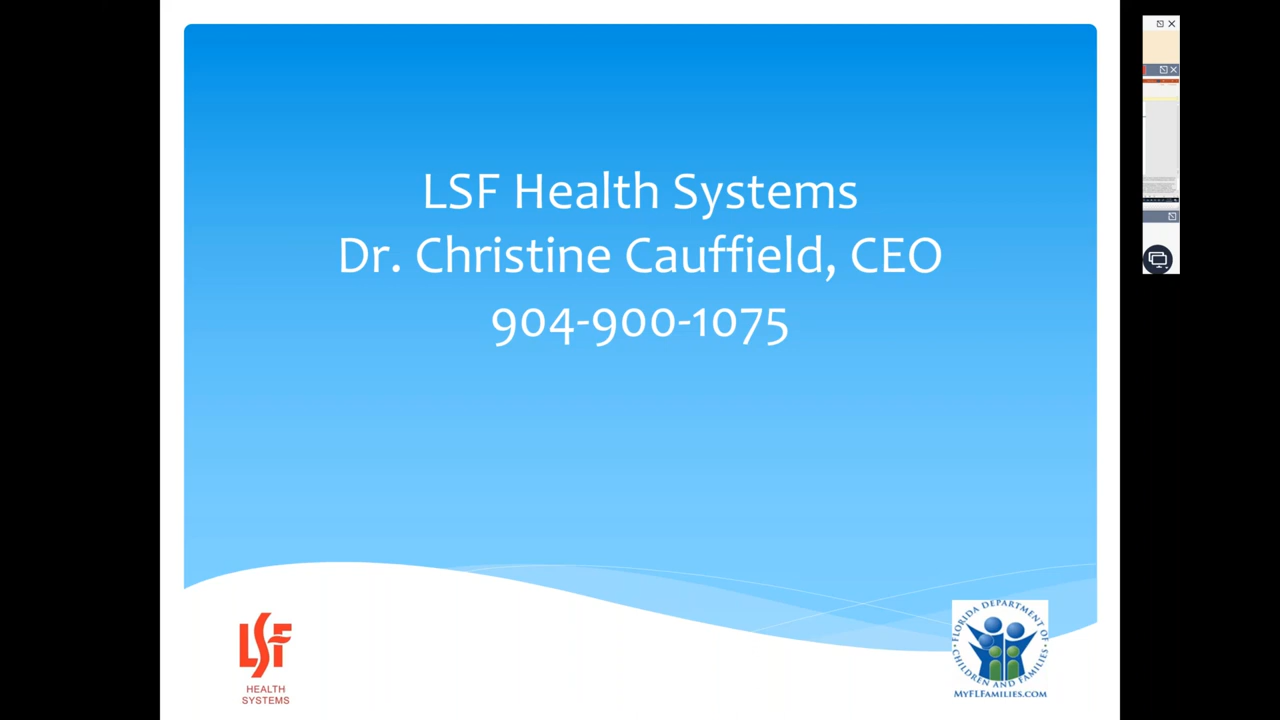 LSF Health Systems
Dr. Christine Cauffield, CEO
904-900-1075
LSF
HEALTH
SYSTEMS
FLORIDA DEPARTMENT OF
CHILDREN AND FAMILIES
MYFLFAMILIES.COM